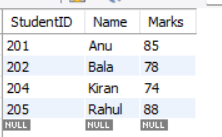 StudentID Name Marks
201 Anu 85
202 Bala 78
204 Kiran 74
205 Rahul 88
NULL NULL NULL